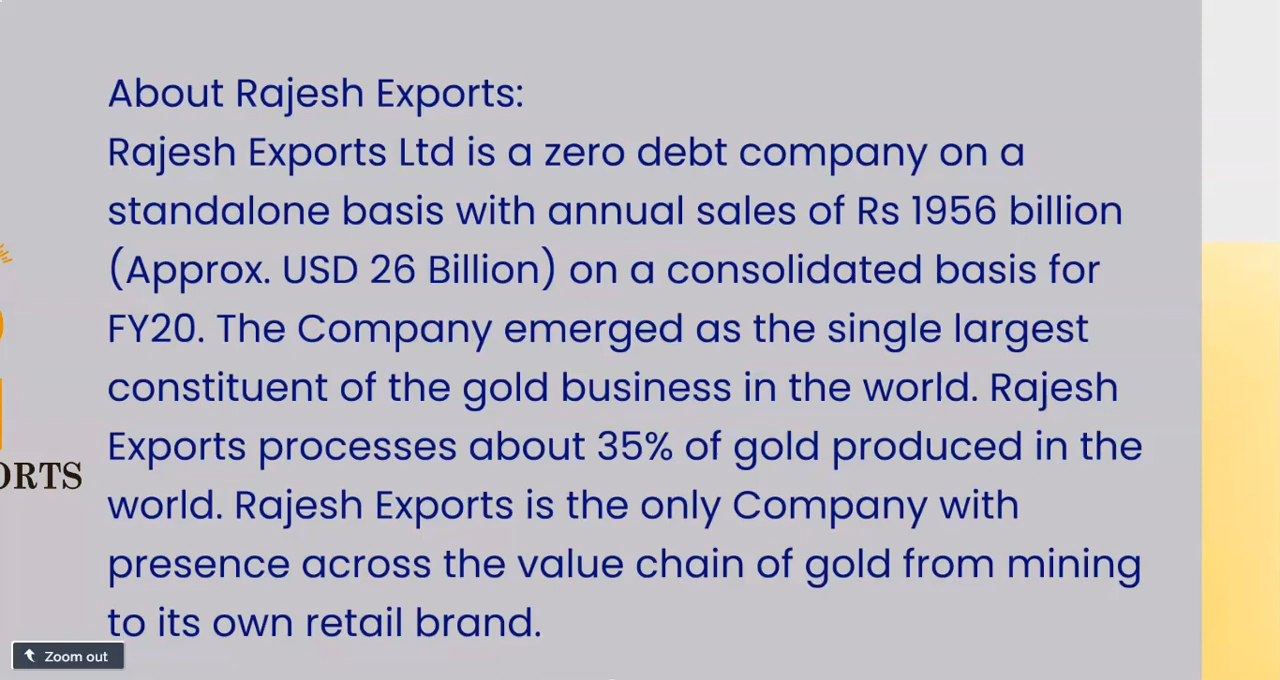 About Rajesh Exports:
Rajesh Exports Ltd is a zero debt company on a
standalone basis with annual sales of Rs 1956 billion
(Approx. USD 26 Billion) on a consolidated basis for
FY20. The Company emerged as the single largest
constituent of the gold business in the world. Rajesh
Exports processes about 35% of gold produced in the
world. Rajesh Exports is the only Company with
presence across the value chain of gold from mining
to its own retail brand.
ORTS
Zoom out